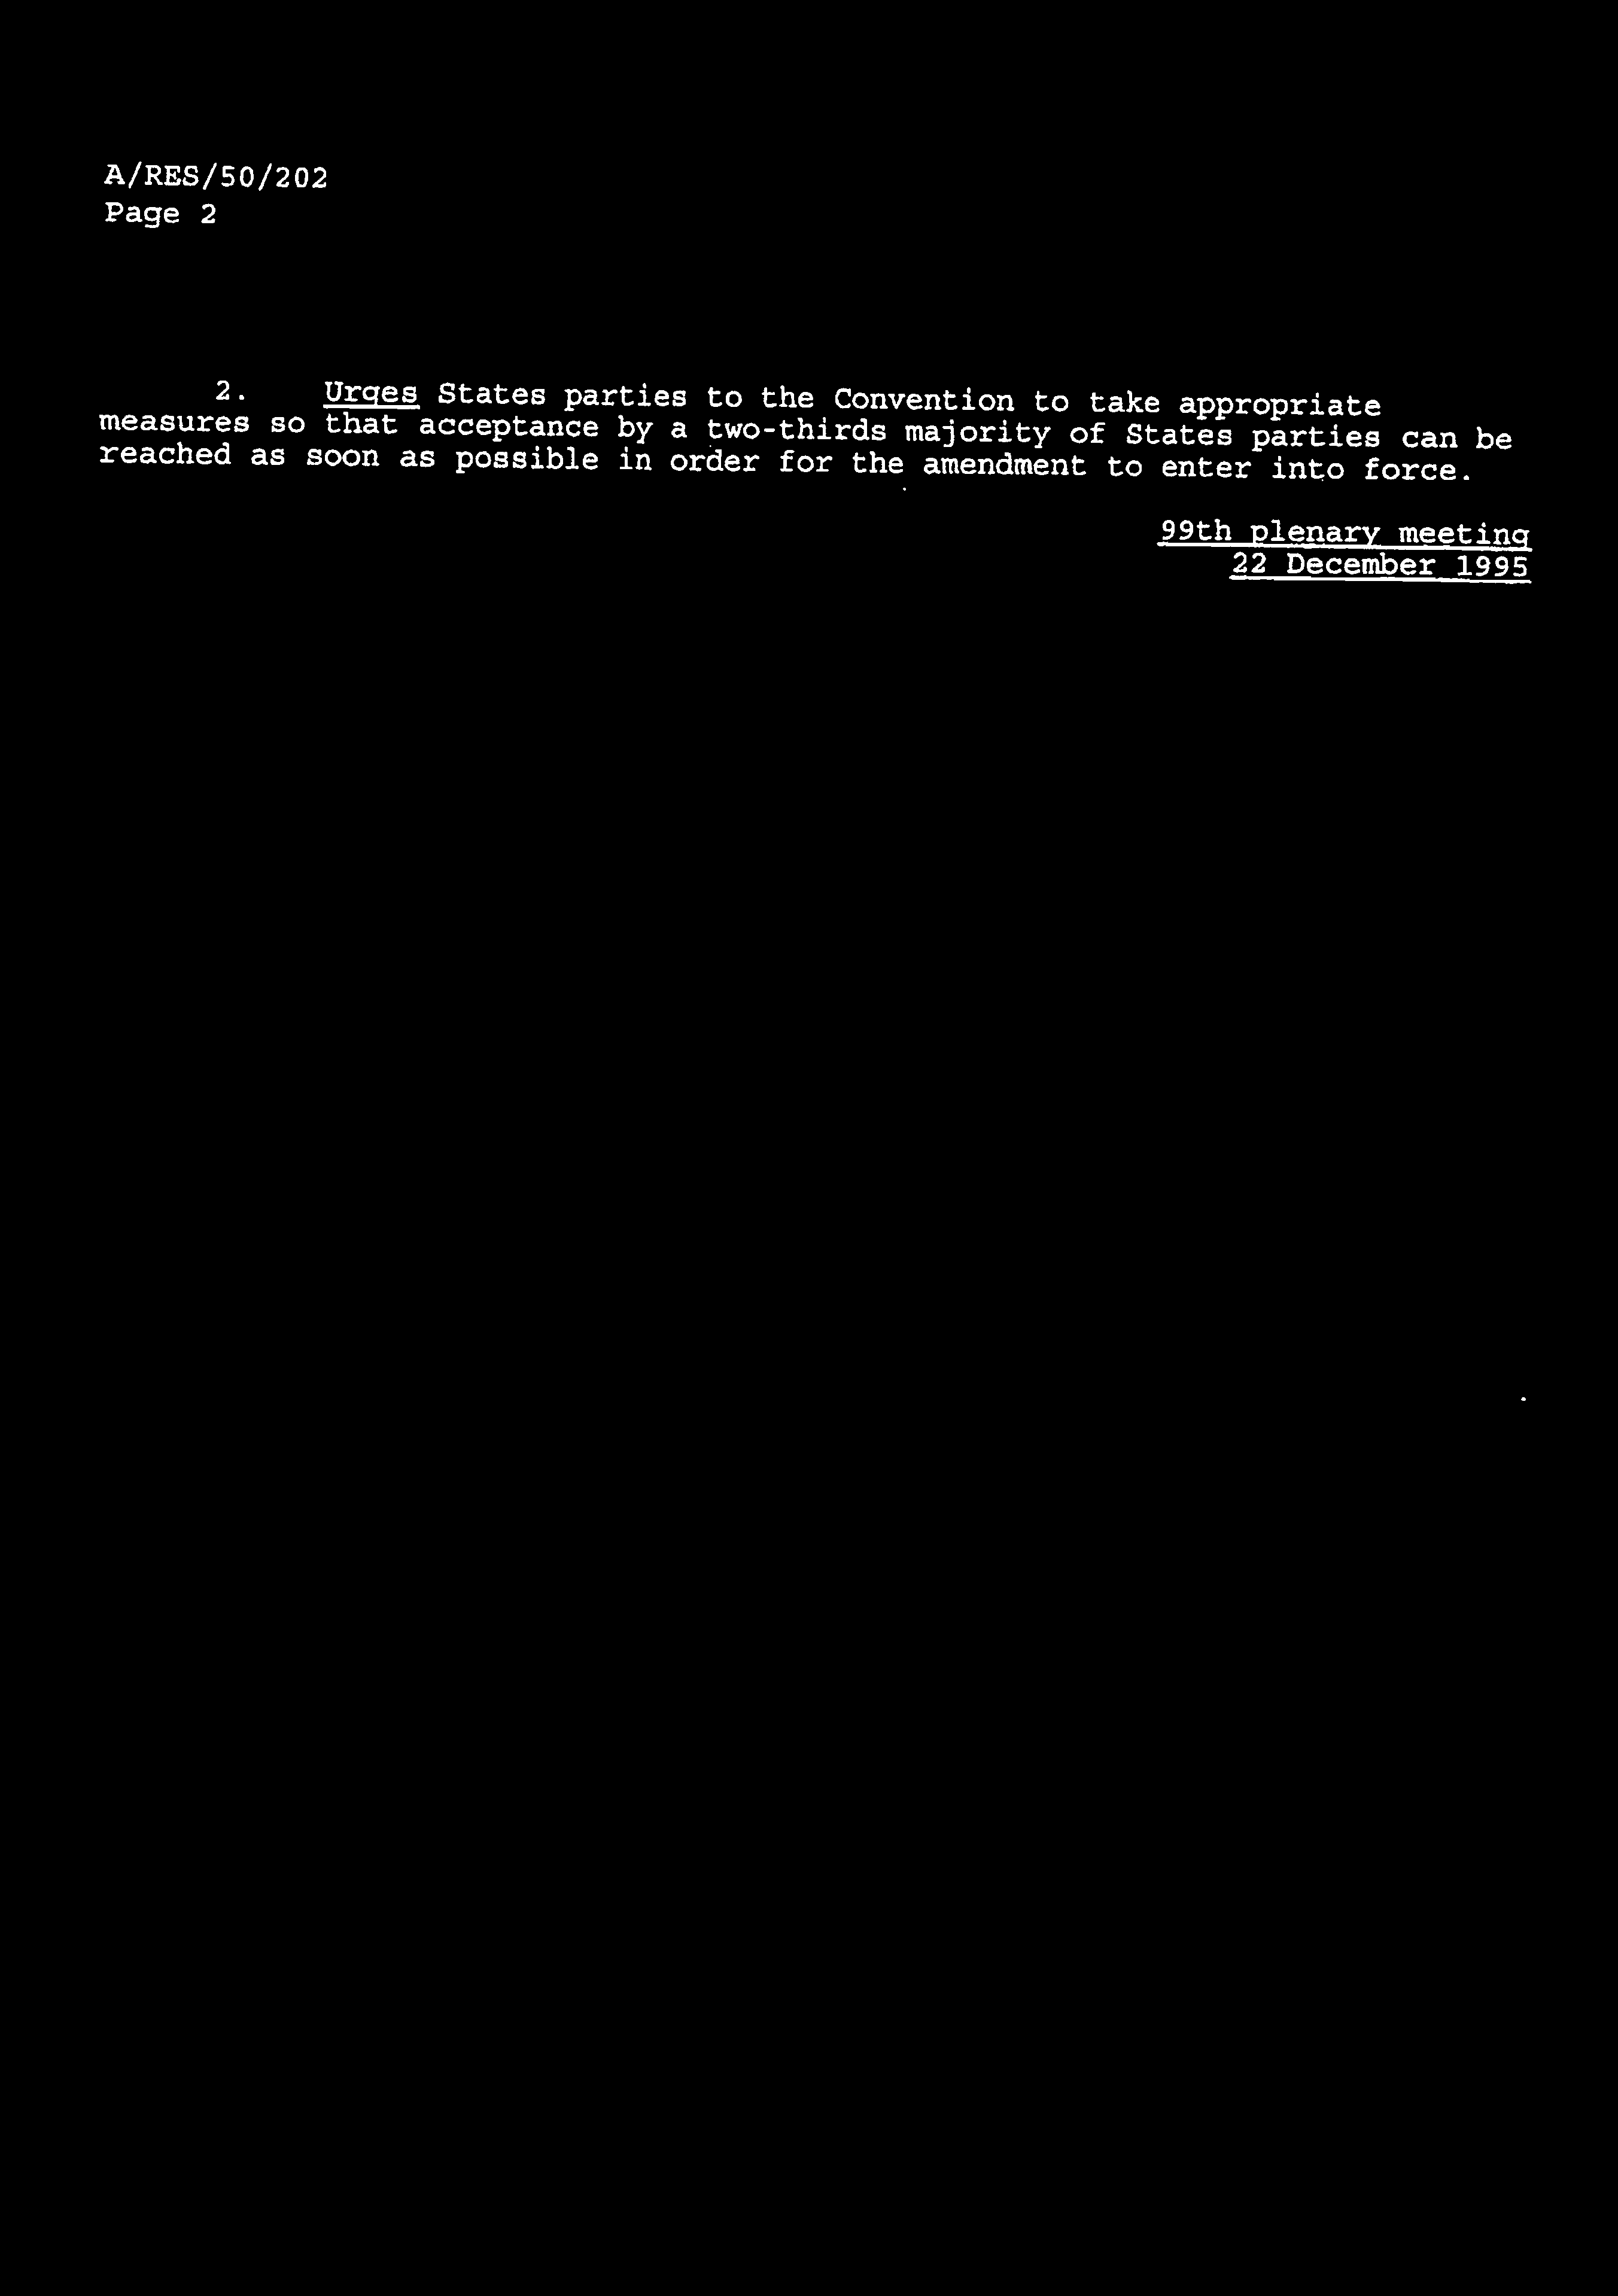 A/RES/50/202
Page 2
2. Urges States parties to the Convention to take appropriate
measures so that acceptance by a two-thirds majority of States parties can be
reached as soon as possible in order for the amendment to enter into force.
99th plenary meeting
22 December 1995